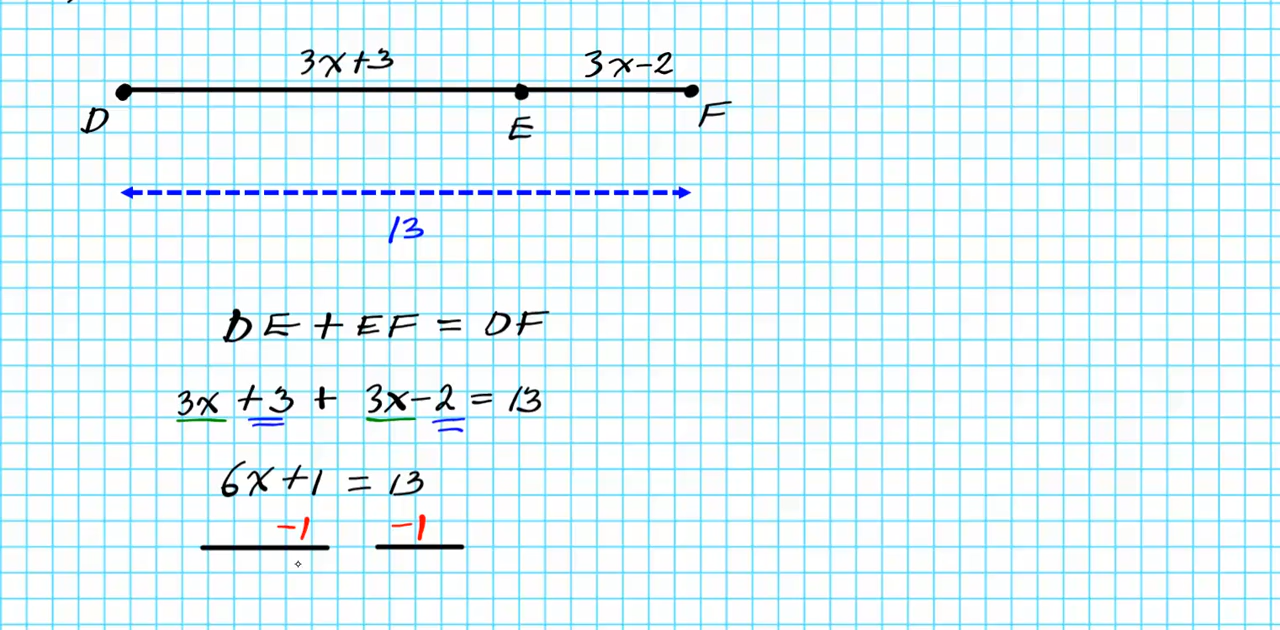 3x+3 3x-2
D E F
13
DE + EF = DF
3x +3 + 3x-2 = 13
6x+1 = 13
-1 -1